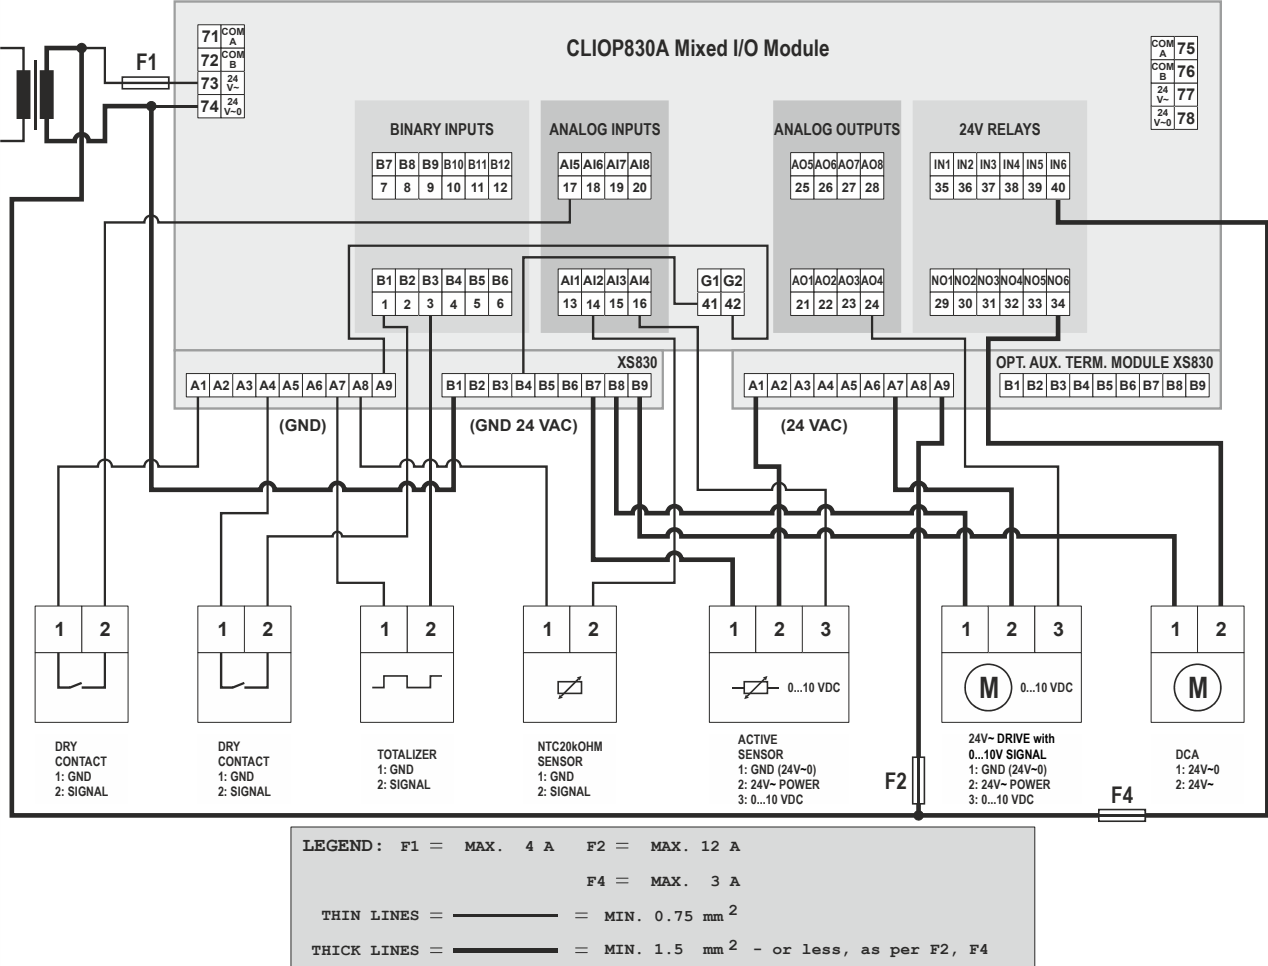 CLIOP830A Mixed I/O Module
F1
71 COM A
72 COM B
73 24 V~
74 24 V~0
COM A 75
COM B 76
24 V~ 77
24 V~0 78
BINARY INPUTS
ANALOG INPUTS
ANALOG OUTPUTS
24V RELAYS
B7 B8 B9 B10 B11 B12
7 8 9 10 11 12
AI5 AI6 AI7 AI8
17 18 19 20
AO5 AO6 AO7 AO8
25 26 27 28
IN1 IN2 IN3 IN4 IN5 IN6
35 36 37 38 39 40
B1 B2 B3 B4 B5 B6
1 2 3 4 5 6
AI1 AI2 AI3 AI4
13 14 15 16
G1 G2
41 42
AO1 AO2 AO3 AO4
21 22 23 24
NO1 NO2 NO3 NO4 NO5 NO6
29 30 31 32 33 34
XS830
OPT. AUX. TERM. MODULE XS830
A1 A2 A3 A4 A5 A6 A7 A8 A9
B1 B2 B3 B4 B5 B6 B7 B8 B9
A1 A2 A3 A4 A5 A6 A7 A8 A9
B1 B2 B3 B4 B5 B6 B7 B8 B9
(GND)
(GND 24 VAC)
(24 VAC)
1 2
1 2
1 2
1 2
1 2 3
1 2 3
1 2
0...10 VDC
M
0...10 VDC
M
DRY
CONTACT
1: GND
2: SIGNAL
DRY
CONTACT
1: GND
2: SIGNAL
TOTALIZER
1: GND
2: SIGNAL
NTC20kOHM
SENSOR
1: GND
2: SIGNAL
ACTIVE
SENSOR
1: GND (24V~0)
2: 24V~ POWER
3: 0...10 VDC
F2
24V~ DRIVE with
0...10V SIGNAL
1: GND (24V~0)
2: 24V~ POWER
3: 0...10 VDC
F4
DCA
1: 24V~0
2: 24V~
LEGEND: F1 = MAX. 4 A F2 = MAX. 12 A
F4 = MAX. 3 A
THIN LINES = = MIN. 0.75 mm 2
THICK LINES = = MIN. 1.5 mm 2 - or less, as per F2, F4